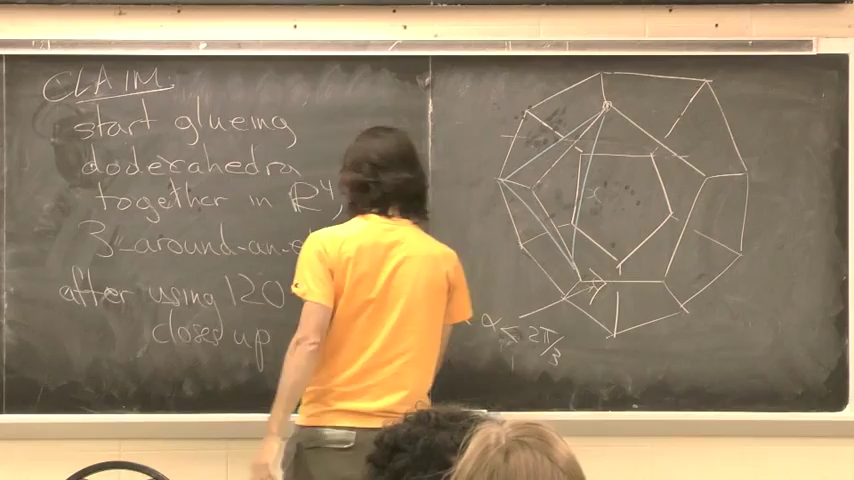 CLAIM:
start glueing
dodecahedra
together in R⁴,
3-around-an-e
after using 120
closes up
α ≤ 2π/3